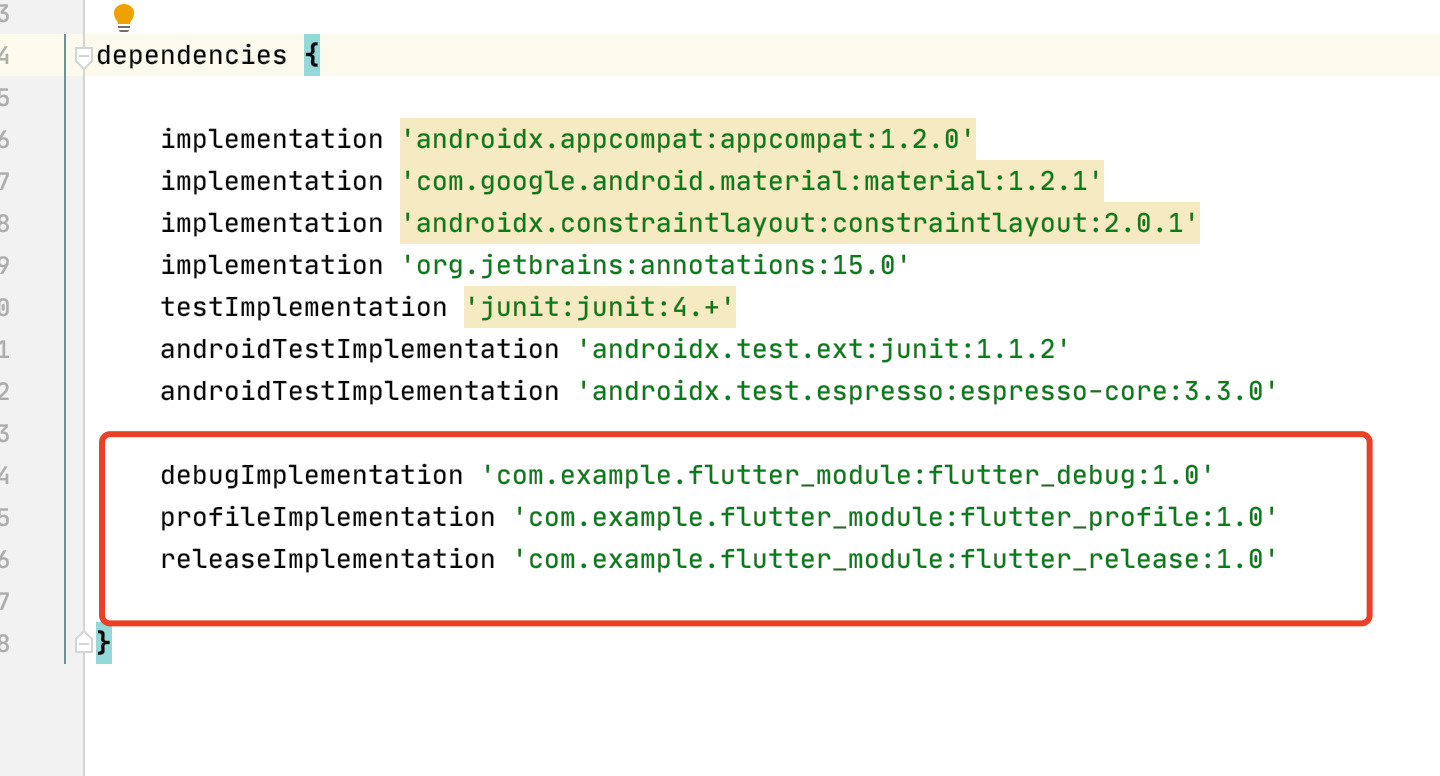 3
4 dependencies {
5
6 implementation 'androidx.appcompat:appcompat:1.2.0'
7 implementation 'com.google.android.material:material:1.2.1'
8 implementation 'androidx.constraintlayout:constraintlayout:2.0.1'
9 implementation 'org.jetbrains:annotations:15.0'
0 testImplementation 'junit:junit:4.+'
1 androidTestImplementation 'androidx.test.ext:junit:1.1.2'
2 androidTestImplementation 'androidx.test.espresso:espresso-core:3.3.0'
3
4 debugImplementation 'com.example.flutter_module:flutter_debug:1.0'
5 profileImplementation 'com.example.flutter_module:flutter_profile:1.0'
6 releaseImplementation 'com.example.flutter_module:flutter_release:1.0'
7
8 }